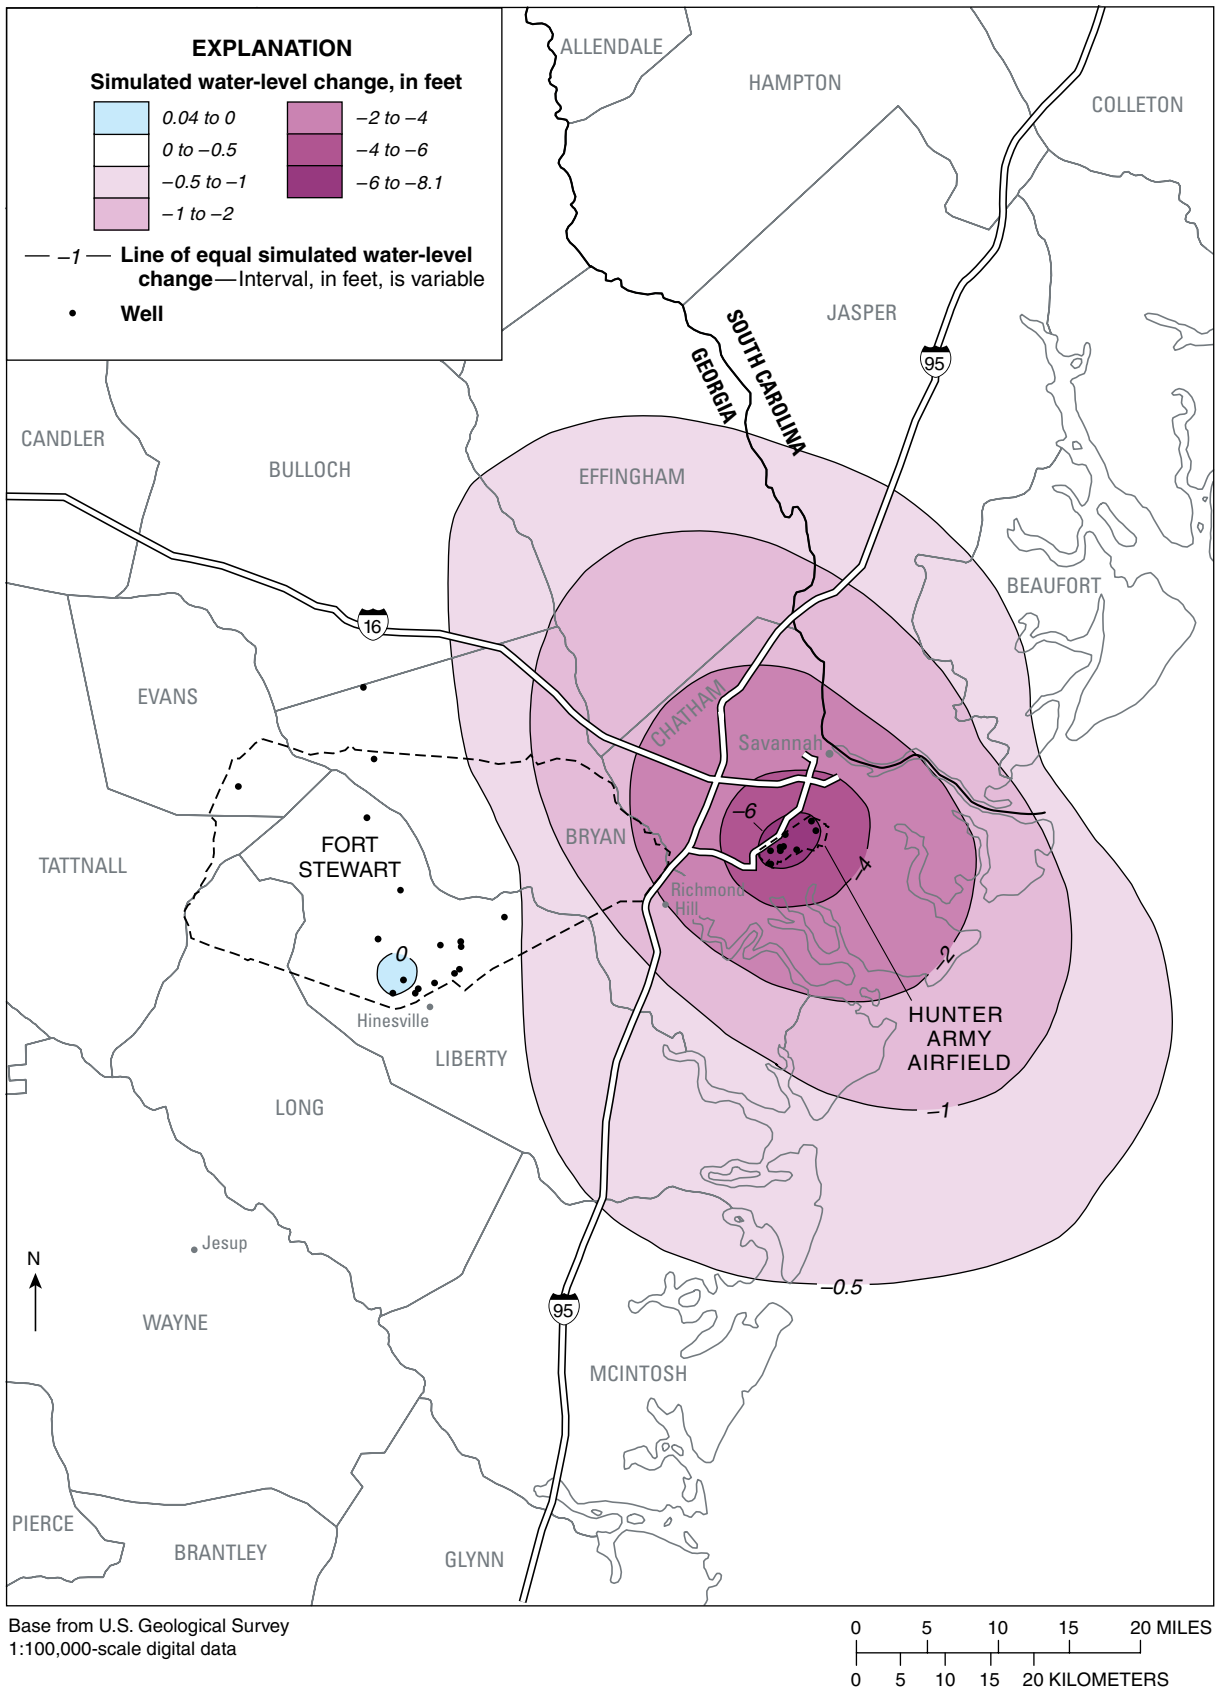 EXPLANATION
Simulated water-level change, in feet
0.04 to 0
0 to –0.5
–0.5 to –1
–1 to –2
–2 to –4
–4 to –6
–6 to –8.1
–1
Line of equal simulated water-level
change—Interval, in feet, is variable
Well
ALLENDALE
HAMPTON
COLLETON
JASPER
SOUTH CAROLINA
GEORGIA
95
CANDLER
BULLOCH
EFFINGHAM
BEAUFORT
16
EVANS
CHATHAM
Savannah
–6
BRYAN
–4
FORT
STEWART
TATTNALL
Richmond
Hill
0
–2
HUNTER
ARMY
AIRFIELD
Hinesville
LIBERTY
LONG
–1
Jesup
N
–0.5
95
WAYNE
MCINTOSH
PIERCE
BRANTLEY
GLYNN
Base from U.S. Geological Survey
1:100,000-scale digital data
0 5 10 15 20 MILES
0 5 10 15 20 KILOMETERS